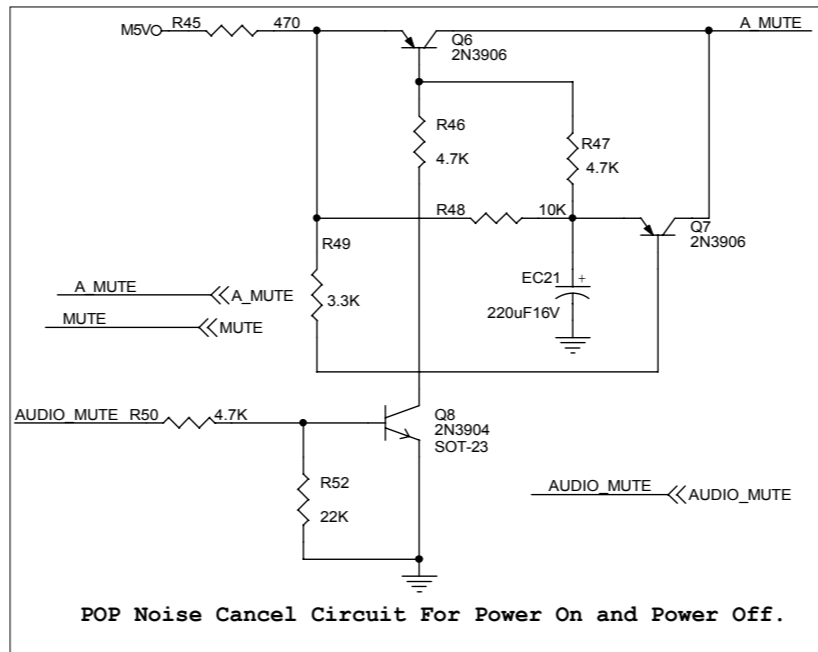 M5V R45 470 Q6 A_MUTE
2N3906
R46
4.7K
R47
4.7K
R48 10K
Q7
2N3906
R49
3.3K
EC21 +
220uF16V
A_MUTE A_MUTE
MUTE MUTE
AUDIO_MUTE R50 4.7K
Q8
2N3904
SOT-23
R52
22K
AUDIO_MUTE AUDIO_MUTE
POP Noise Cancel Circuit For Power On and Power Off.